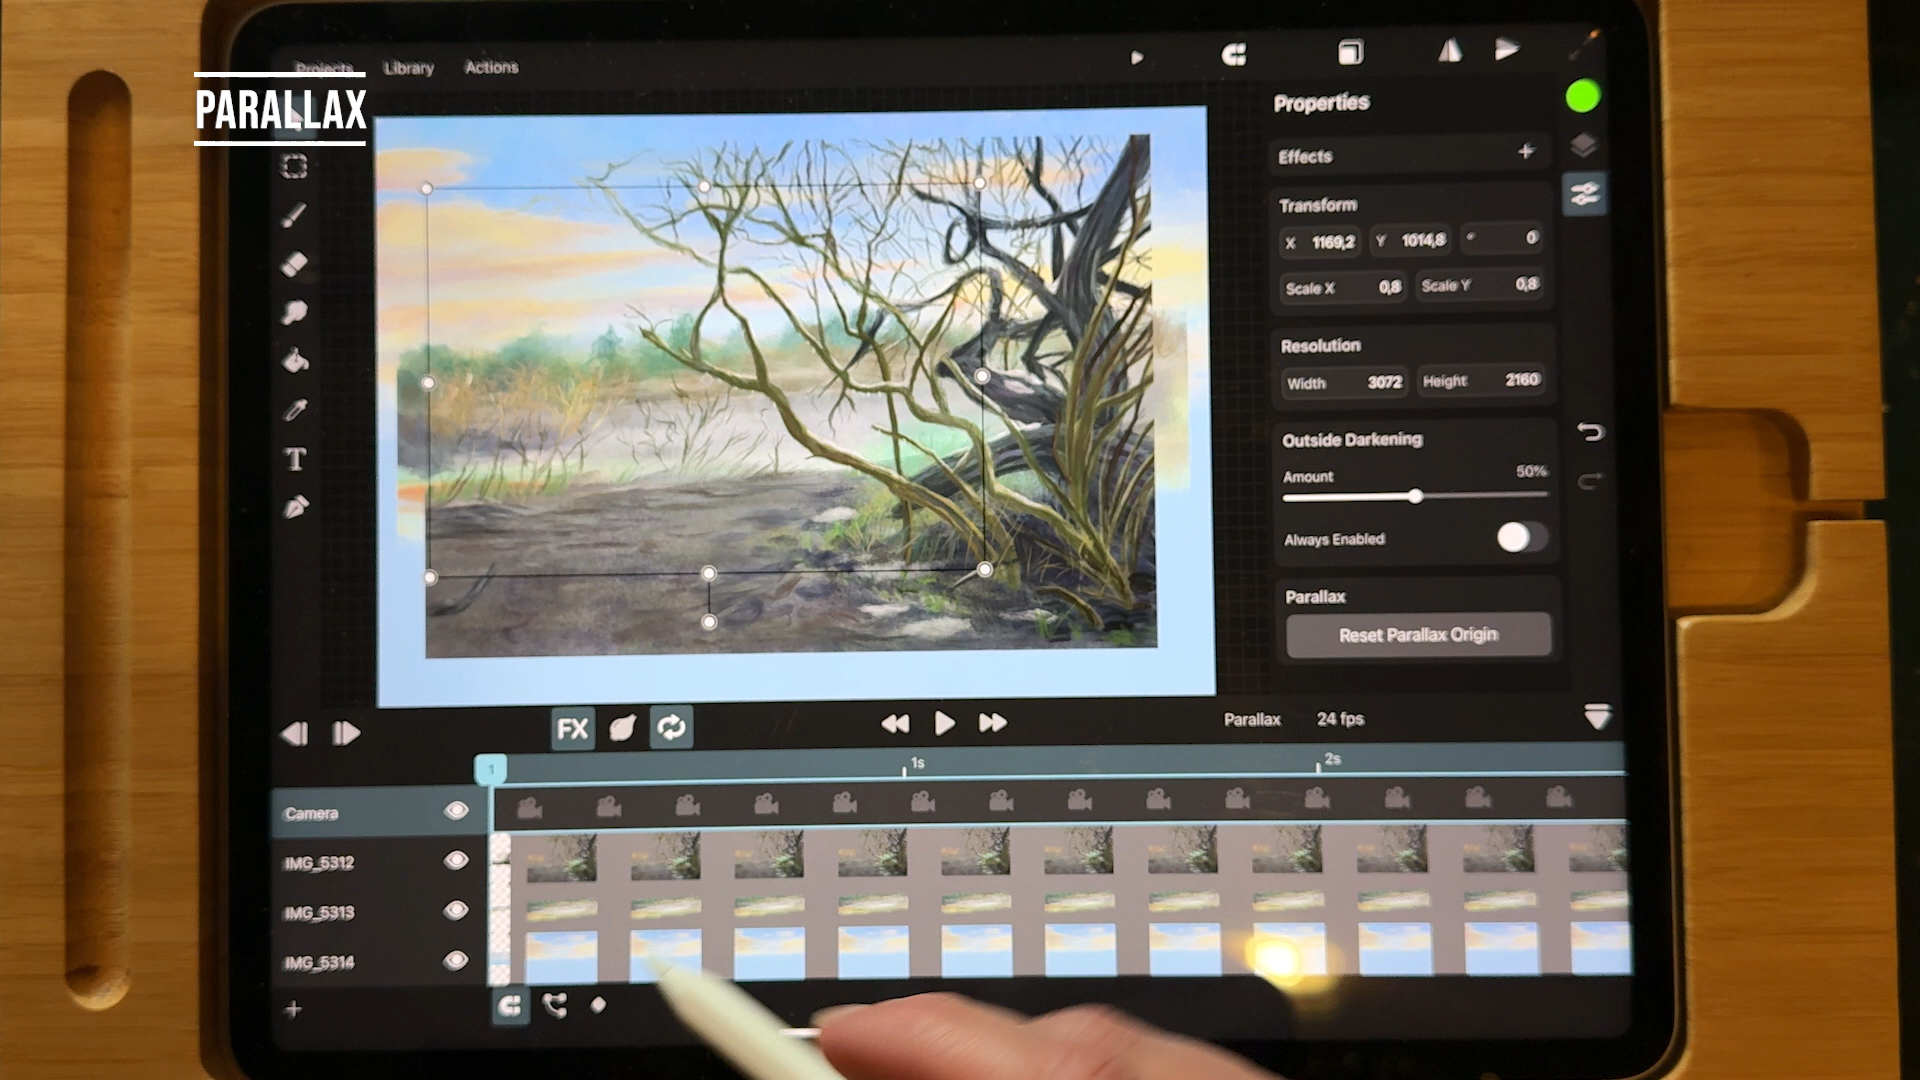 Projects Library Actions
PARALLAX
Properties
Effects
Transform
X 1169,2 Y 1014,8 ° 0
Scale X 0,8 Scale Y 0,8
Resolution
Width 3072 Height 2160
Outside Darkening
Amount 50%
Always Enabled
Parallax
Reset Parallax Origin
T
FX
Parallax 24 fps
1 1s 2s
Camera
IMG_5312
IMG_5313
IMG_5314